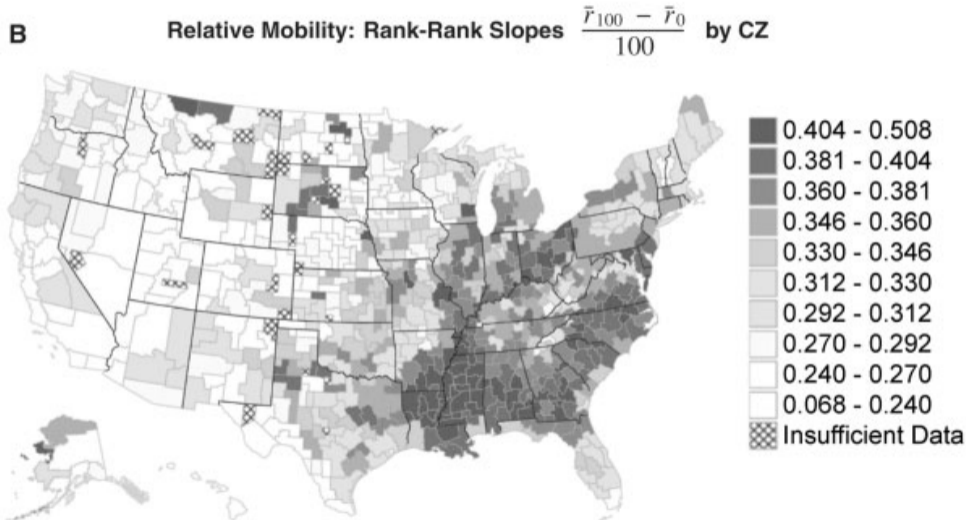 B
Relative Mobility: Rank-Rank Slopes r̄100 − r̄0 / 100 by CZ
0.404 - 0.508
0.381 - 0.404
0.360 - 0.381
0.346 - 0.360
0.330 - 0.346
0.312 - 0.330
0.292 - 0.312
0.270 - 0.292
0.240 - 0.270
0.068 - 0.240
Insufficient Data